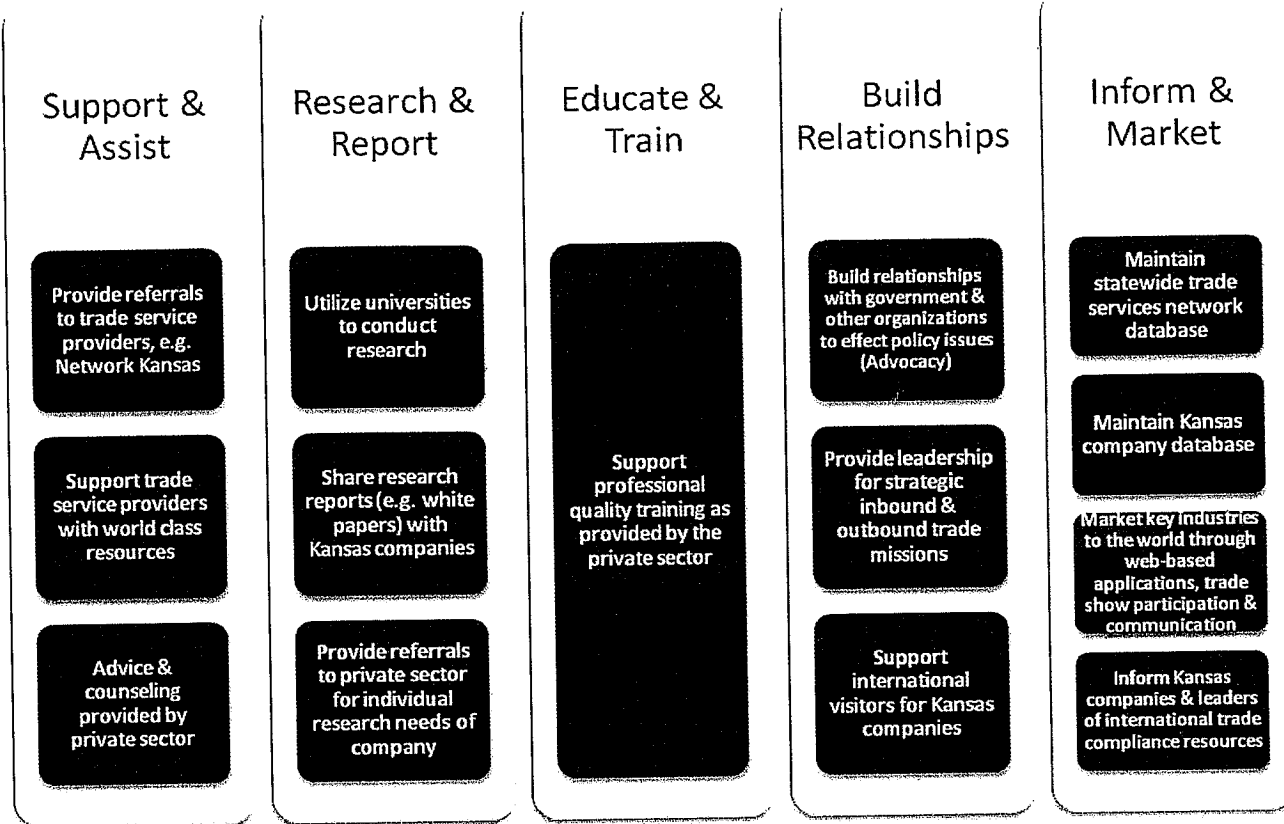 Support &
Assist
Provide referrals
to trade service
providers, e.g.
Network Kansas
Support trade
service providers
with world class
resources
Advice &
counseling
provided by
private sector
Research &
Report
Utilize universities
to conduct
research
Share research
reports (e.g. white
papers) with
Kansas companies
Provide referrals
to private sector
for individual
research needs of
company
Educate &
Train
Support
professional
quality training as
provided by the
private sector
Build
Relationships
Build relationships
with government &
other organizations
to effect policy issues
(Advocacy)
Provide leadership
for strategic
inbound &
outbound trade
missions
Support
international
visitors for Kansas
companies
Inform &
Market
Maintain
statewide trade
services network
database
Maintain Kansas
company database
Market key industries
to the world through
web-based
applications, trade
show participation &
communication
Inform Kansas
companies & leaders
of international trade
compliance resources